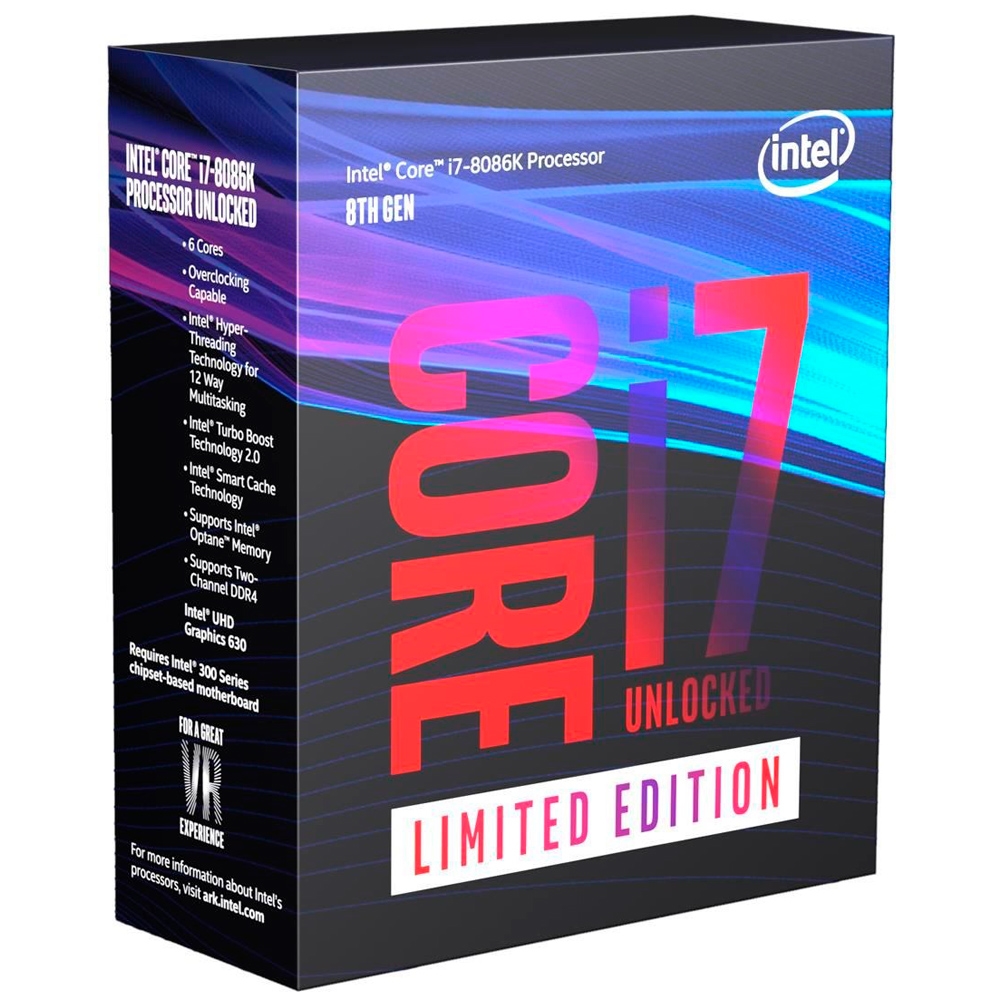 INTEL® CORE™ i7-8086K
PROCESSOR UNLOCKED
• 6 Cores
• Overclocking
Capable
• Intel® Hyper-
Threading
Technology for
12 Way
Multitasking
• Intel® Turbo Boost
Technology 2.0
• Intel® Smart Cache
Technology
• Supports Intel®
Optane™ Memory
• Supports Two-
Channel DDR4
Intel® UHD
Graphics 630
Requires Intel® 300 Series
chipset-based motherboard
FOR A GREAT
VR
EXPERIENCE
For more information about Intel's
processors, visit ark.intel.com
Intel® Core™ i7-8086K Processor
8TH GEN
intel®
CORE
i7
UNLOCKED
LIMITED EDITION